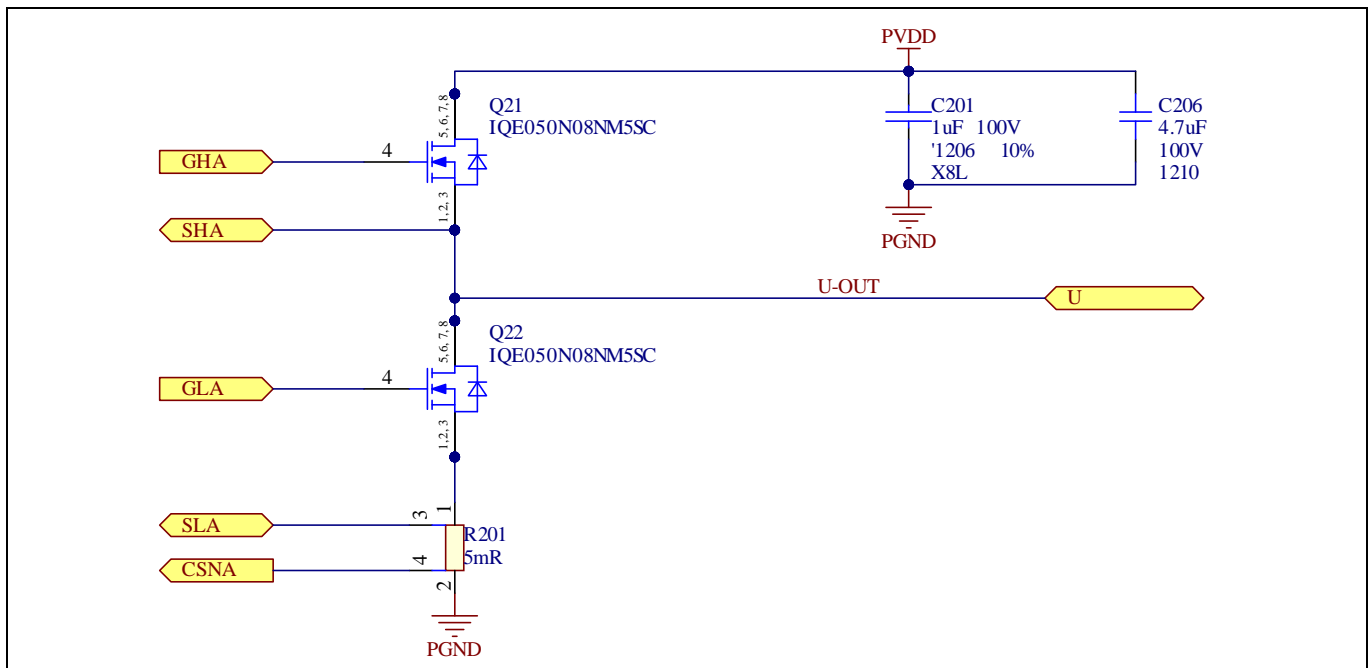 PVDD
5, 6, 7, 8
Q21
IQE050N08NM5SC
C201
1uF 100V
'1206 10%
X8L
C206
4.7uF
100V
1210
GHA
4
1, 2, 3
SHA
PGND
U-OUT
U
5, 6, 7, 8
Q22
IQE050N08NM5SC
GLA
4
1, 2, 3
SLA
3
1
R201
5mR
CSNA
4
2
PGND